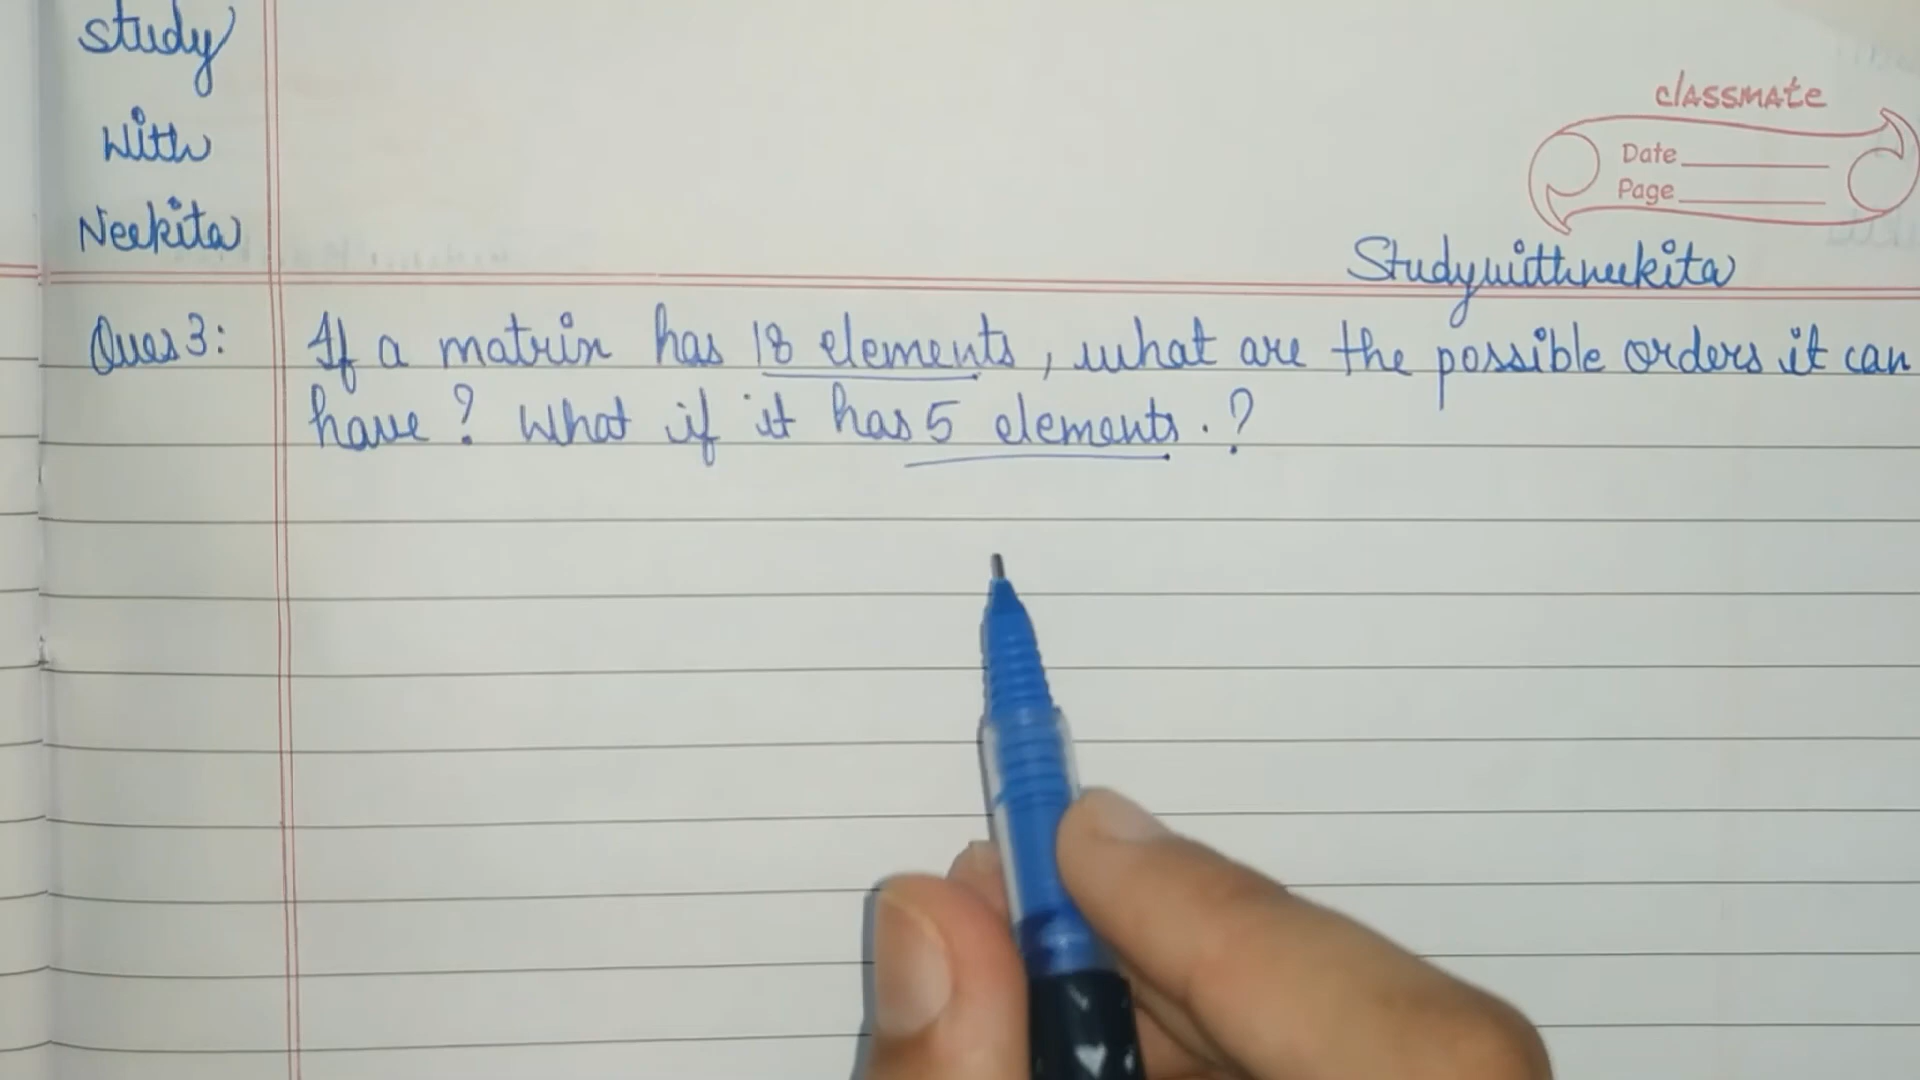 study
With
Neekita
classmate
Date
Page
Studywithneekita
Ques 3: If a matrix has 18 elements, what are the possible orders it can
have? What if it has 5 elements.?